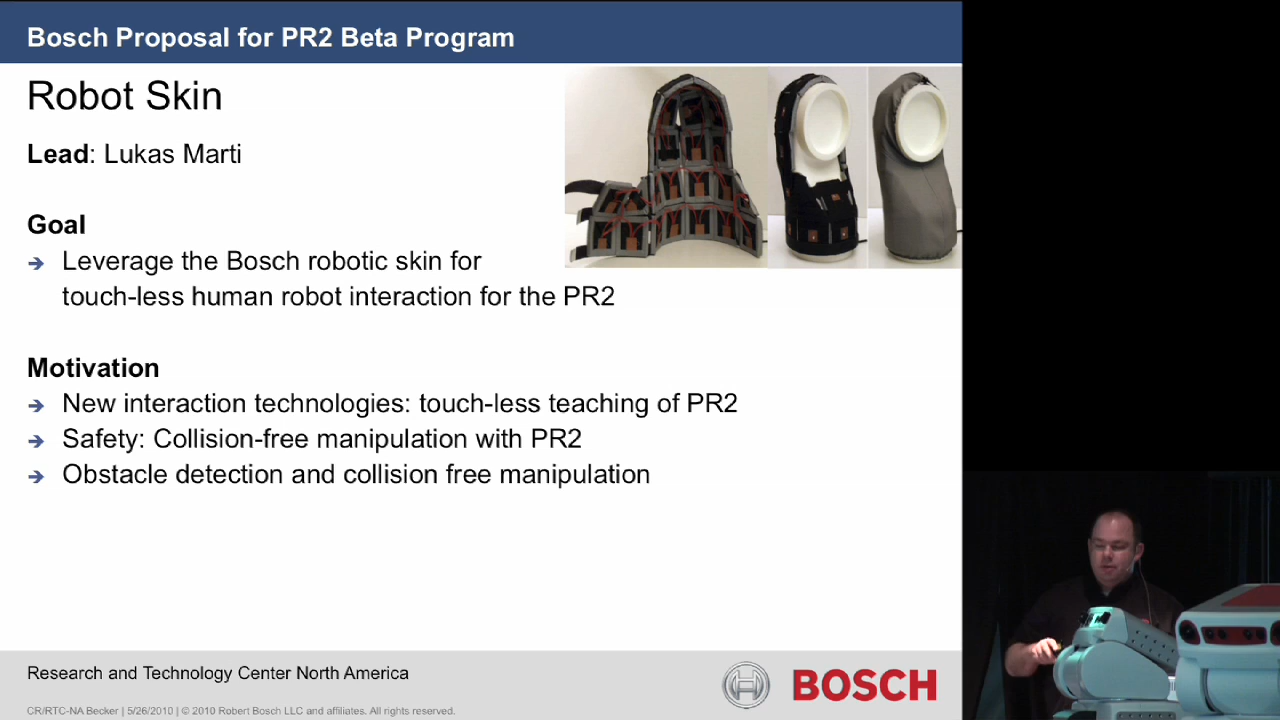 Bosch Proposal for PR2 Beta Program
Robot Skin
Lead: Lukas Marti
Goal
Leverage the Bosch robotic skin for
touch-less human robot interaction for the PR2
Motivation
New interaction technologies: touch-less teaching of PR2
Safety: Collision-free manipulation with PR2
Obstacle detection and collision free manipulation
Research and Technology Center North America
BOSCH
CR/RTC-NA Becker | 5/26/2010 | © 2010 Robert Bosch LLC and affiliates. All rights reserved.